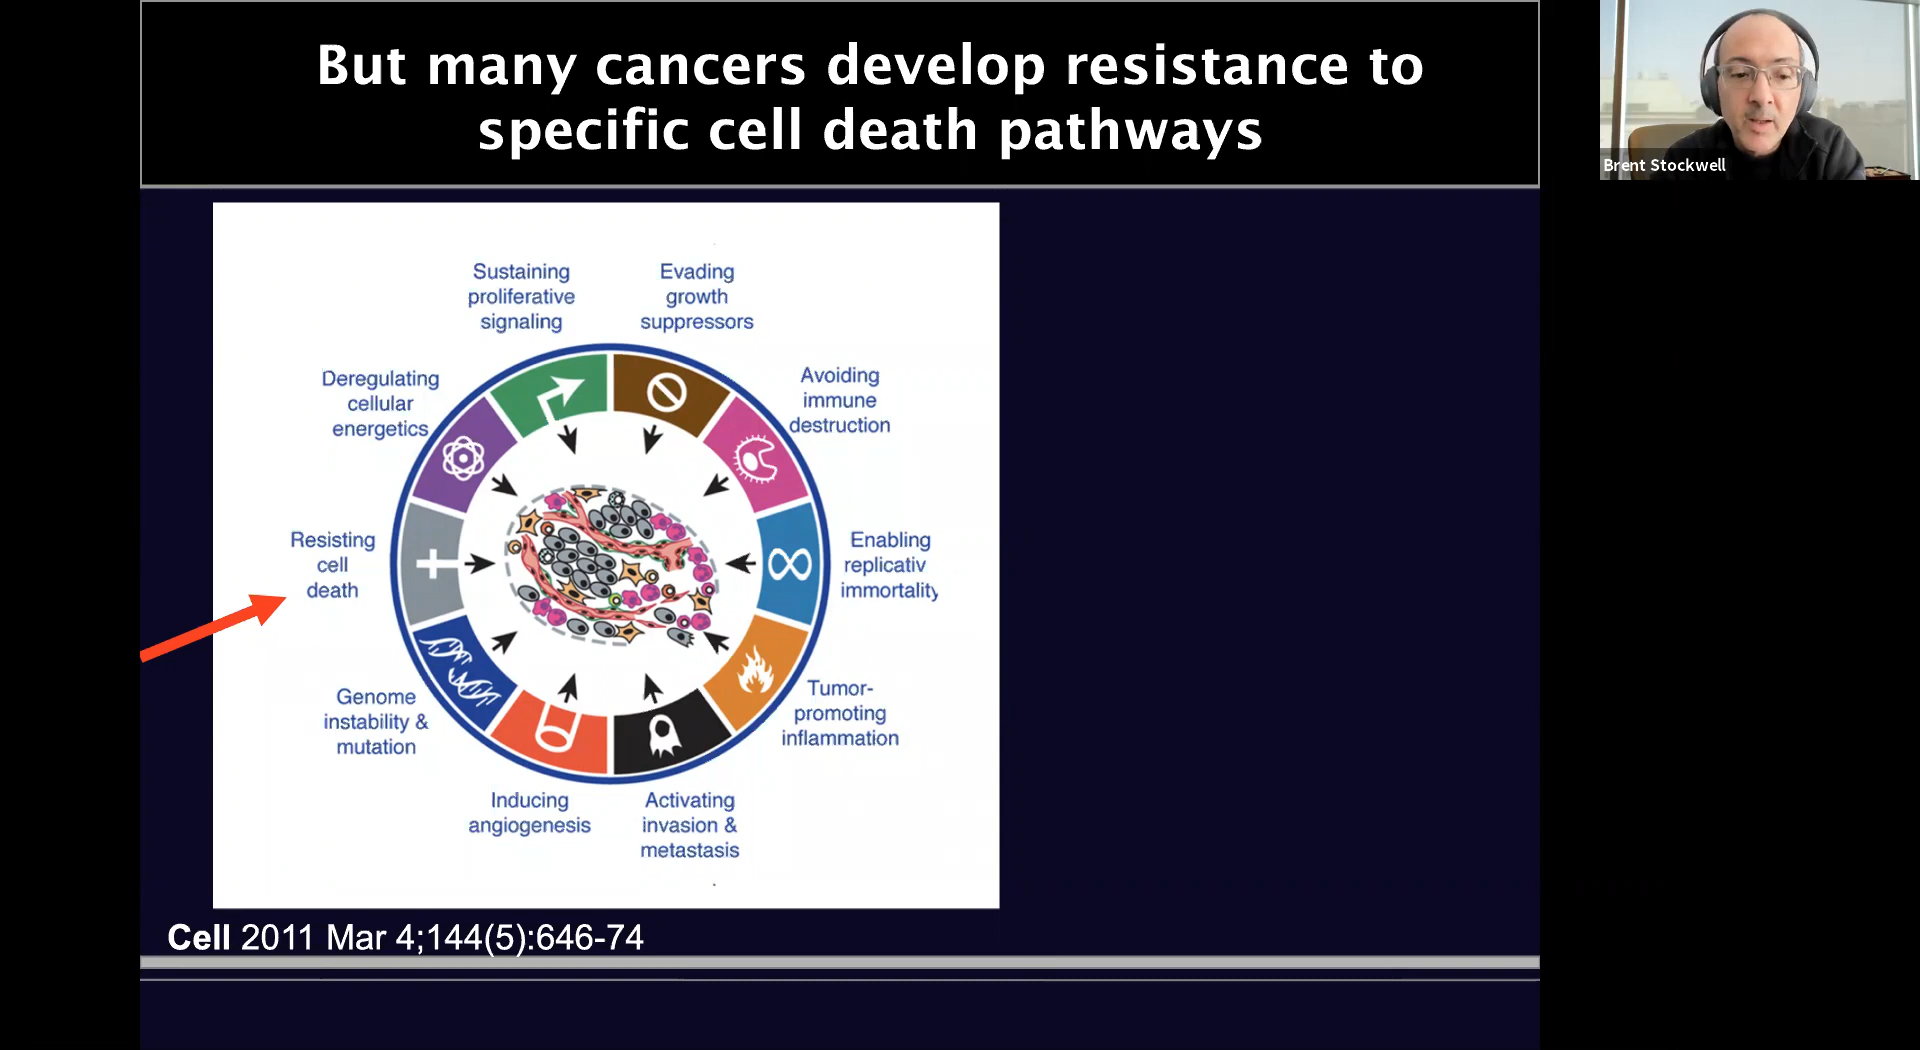 But many cancers develop resistance to
specific cell death pathways
Brent Stockwell
Sustaining
proliferative
signaling
Evading
growth
suppressors
Deregulating
cellular
energetics
Avoiding
immune
destruction
Resisting
cell
death
Enabling
replicativ
immortality
Genome
instability &
mutation
Tumor-
promoting
inflammation
Inducing
angiogenesis
Activating
invasion &
metastasis
Cell 2011 Mar 4;144(5):646-74